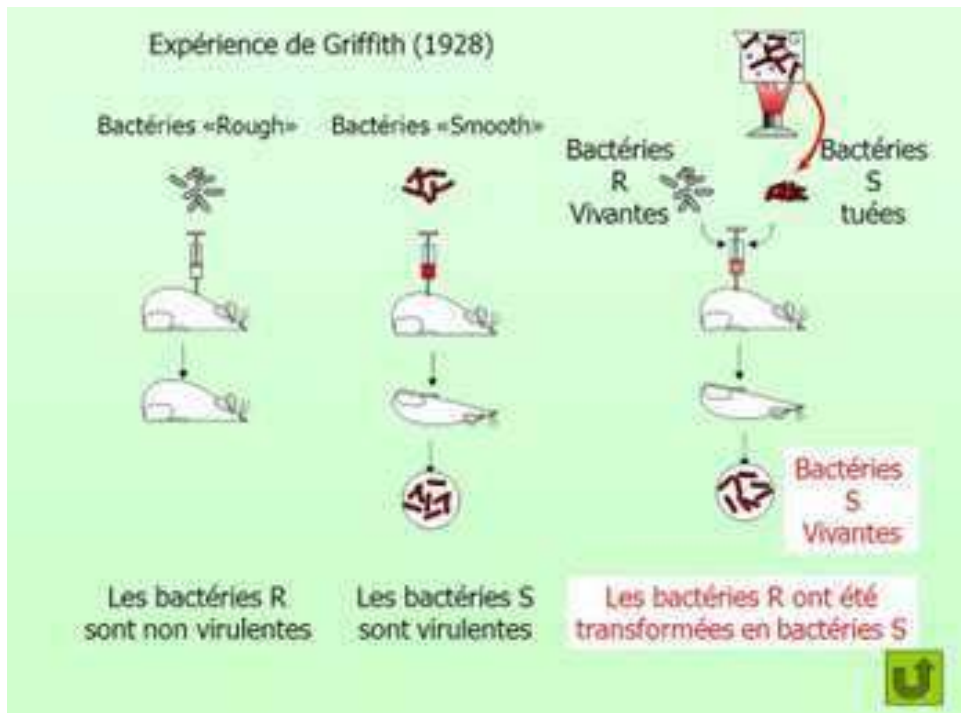 Expérience de Griffith (1928)
Bactéries «Rough»
Bactéries «Smooth»
Bactéries
R
Vivantes
Bactéries
S
tuées
Bactéries
S
Vivantes
Les bactéries R
sont non virulentes
Les bactéries S
sont virulentes
Les bactéries R ont été
transformées en bactéries S